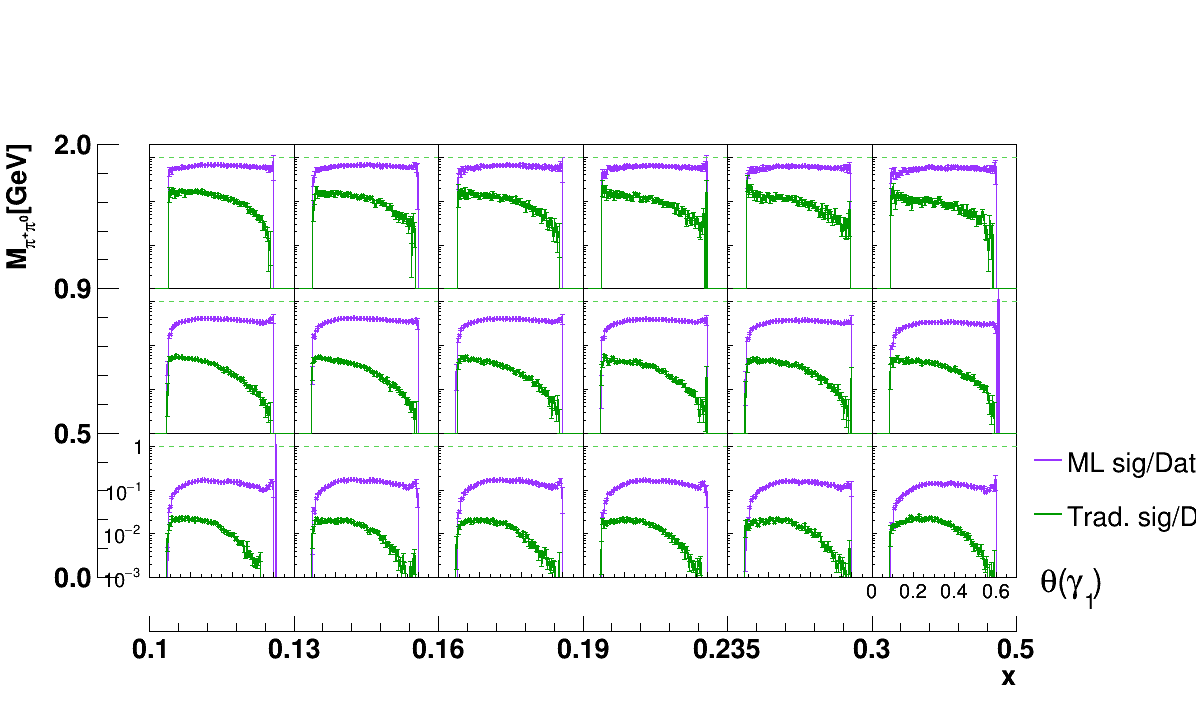 M π⁺π⁰ [GeV]
2.0
0.9
0.5
0.0
1
10⁻¹
10⁻²
10⁻³
ML sig/Dat
Trad. sig/D
0 0.2 0.4 0.6
θ(γ₁)
0.1 0.13 0.16 0.19 0.235 0.3 0.5
x